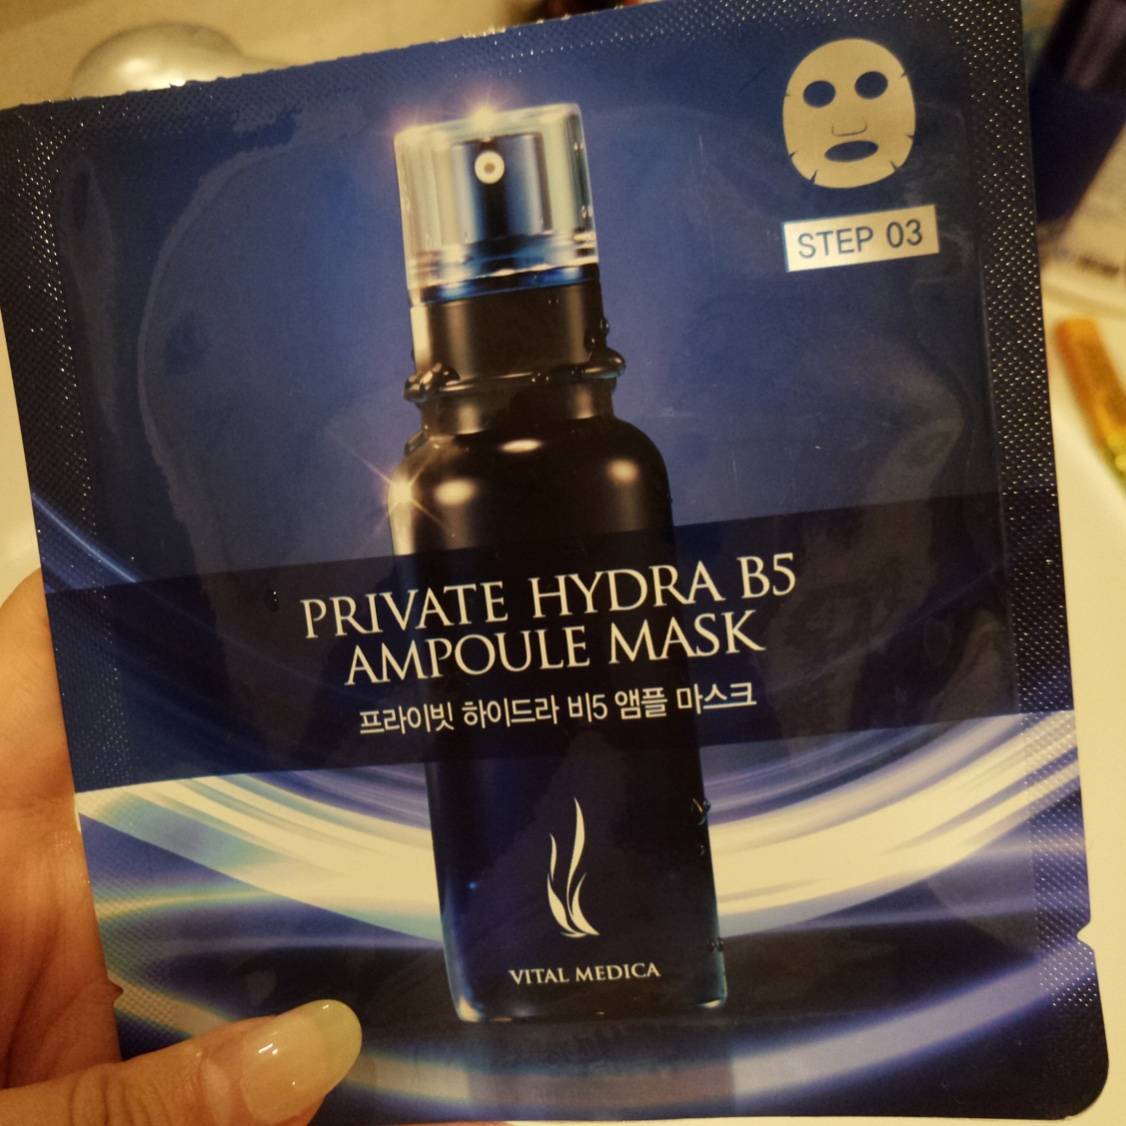 STEP 03
PRIVATE HYDRA B5
AMPOULE MASK
프라이빗 하이드라 비5 앰플 마스크
VITAL MEDICA